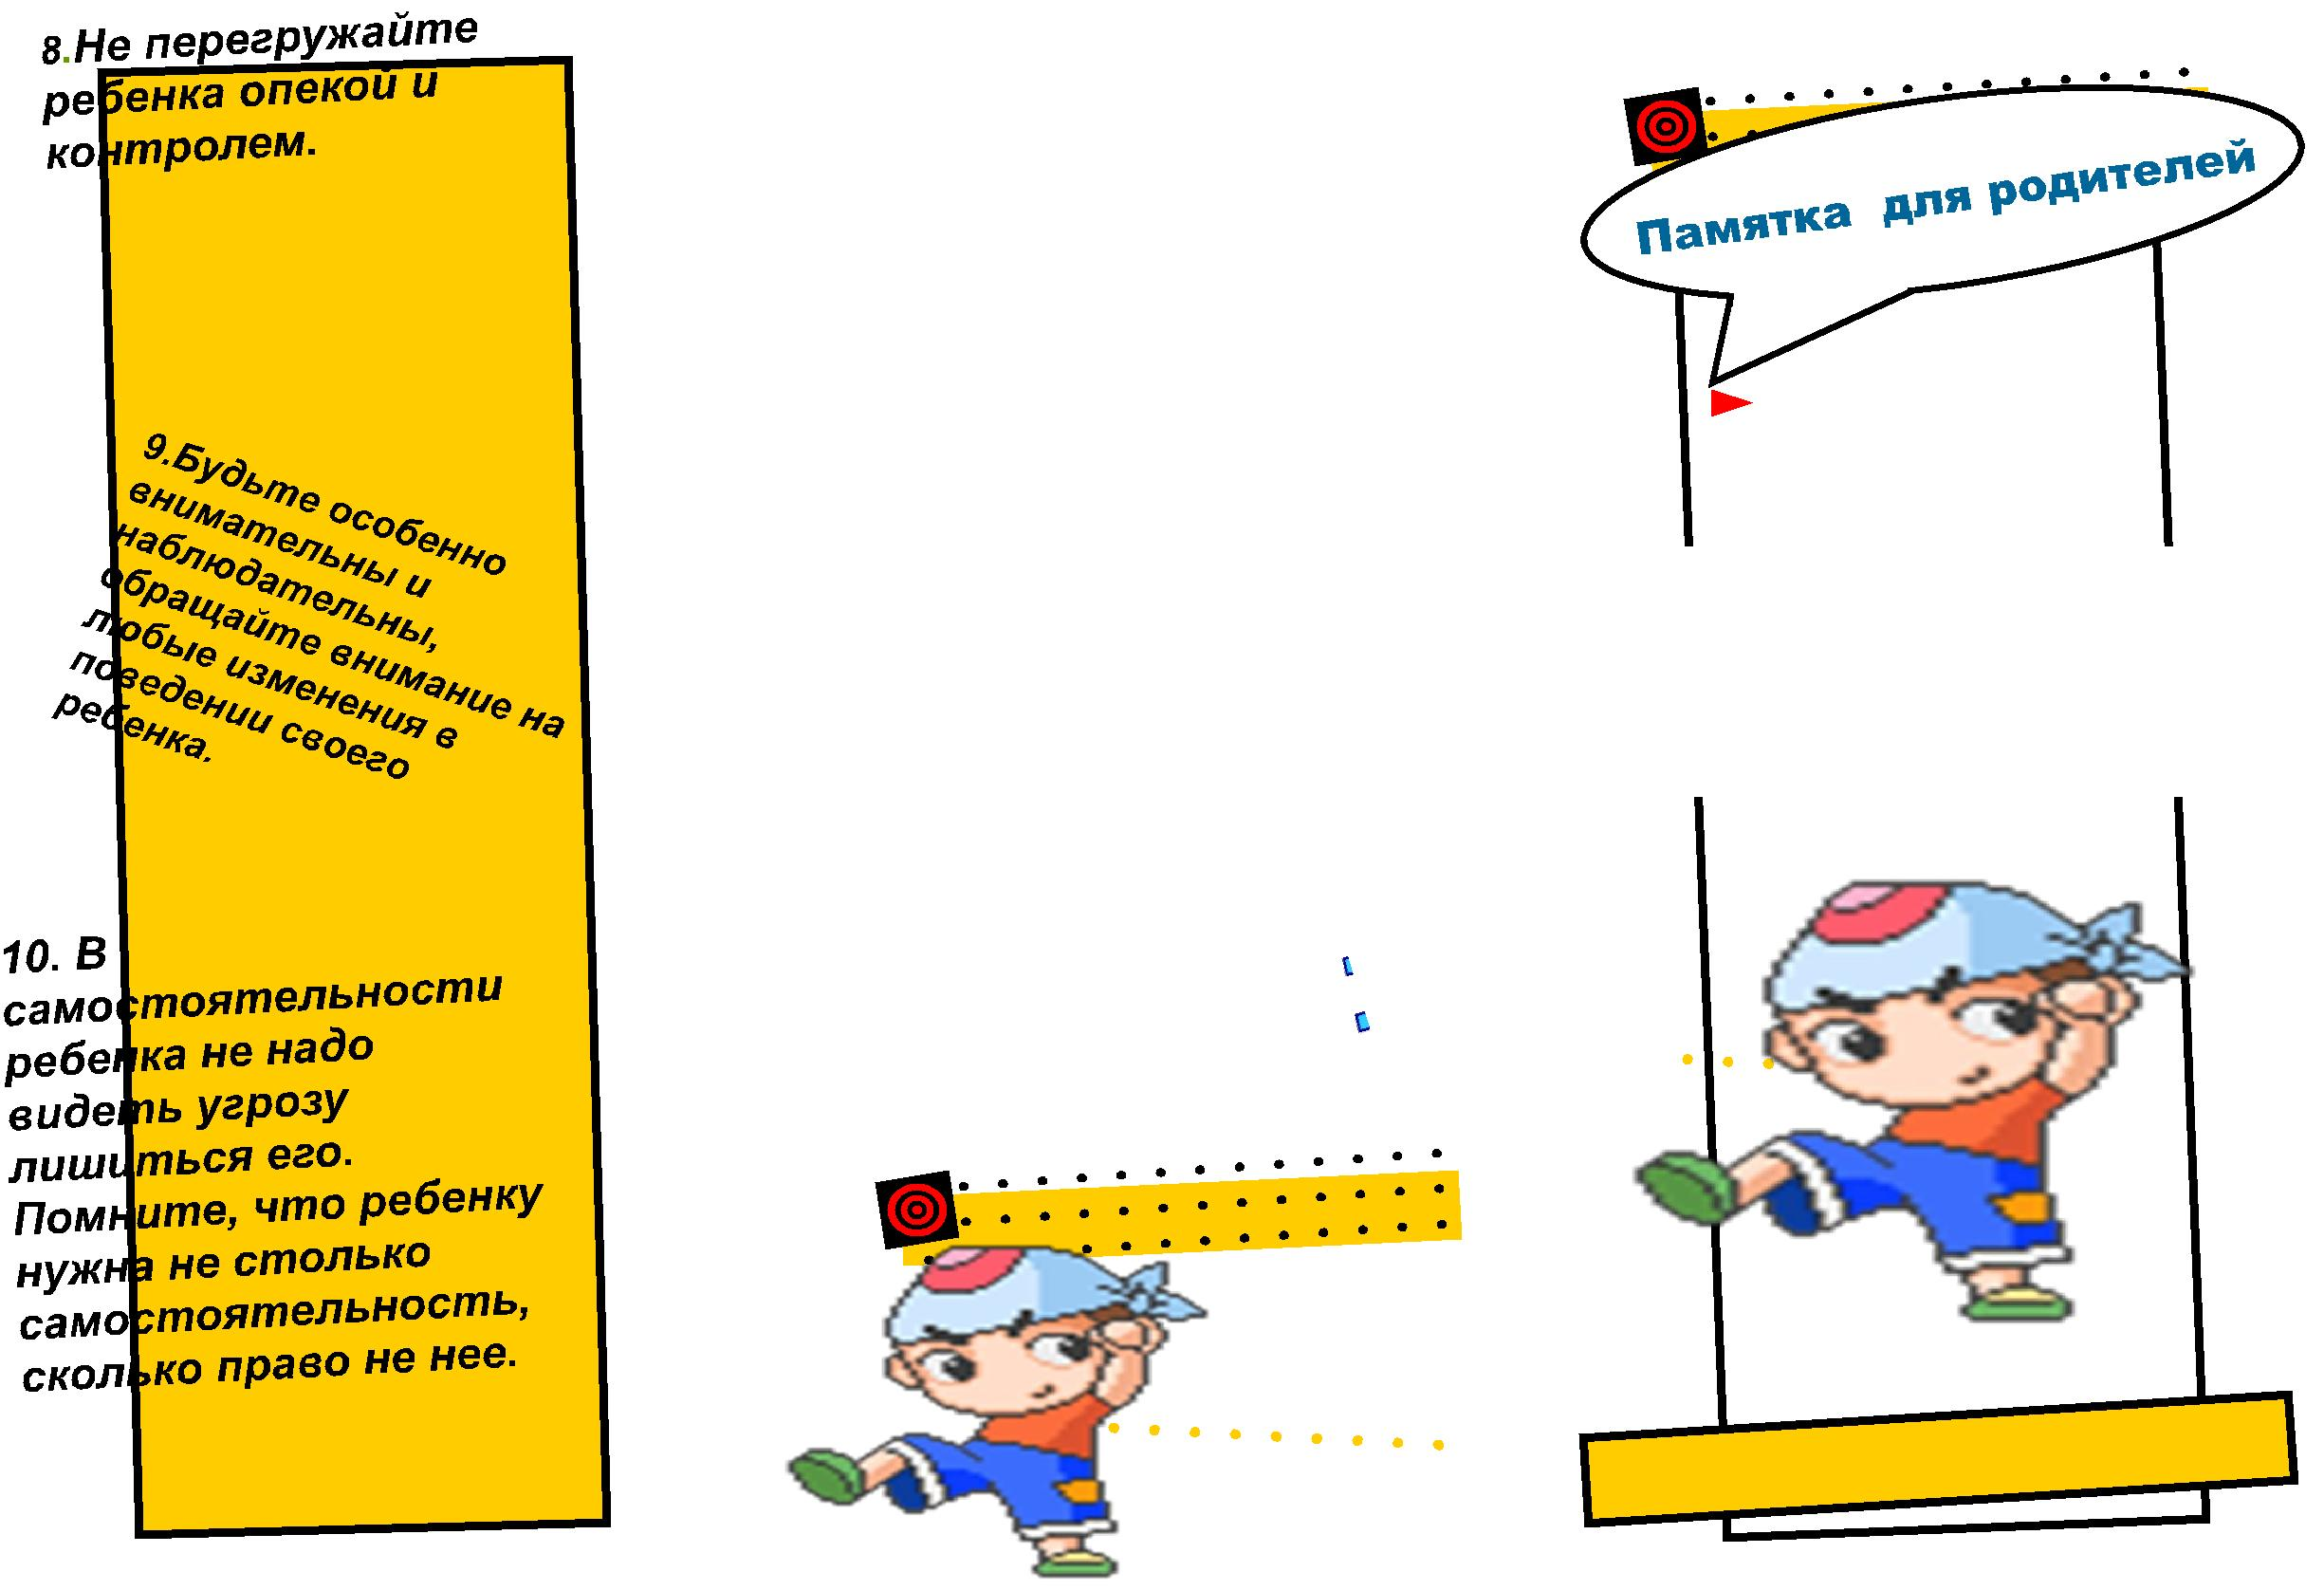 8.Не перегружайте
ребенка опекой и
контролем.
9.Будьте особенно
внимательны и
наблюдательны,
обращайте внимание на
любые изменения в
поведении своего
ребенка.
10. В
самостоятельности
ребенка не надо
видеть угрозу
лишиться его.
Помните, что ребенку
нужна не столько
самостоятельность,
сколько право не нее.
Памятка для родителей